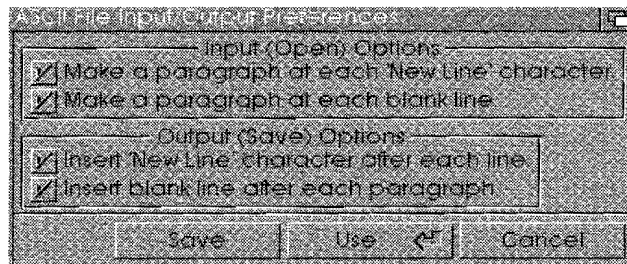 ASCII File Input/Output Preferences
Input (Open) Options
Make a paragraph at each 'New Line' character
Make a paragraph at each blank line
Output (Save) Options
Insert 'New Line' character after each line
Insert blank line after each paragraph
Save Use Cancel